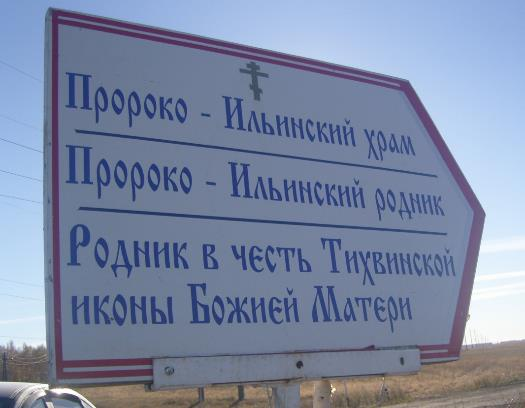 Пророко - Ильинский храм
Пророко - Ильинский родник
Родник в честь Тихвинской
иконы Божией Матери